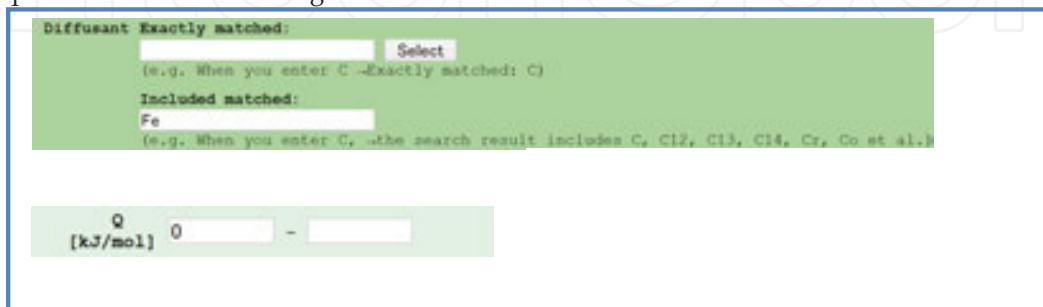 Diffusant Exactly matched:
Select
(e.g. When you enter C →Exactly matched: C)
Included matched:
Fe
(e.g. When you enter C, →the search result includes C, C12, C13, C14, Cr, Co et al.)
Q
[kJ/mol] 0 -